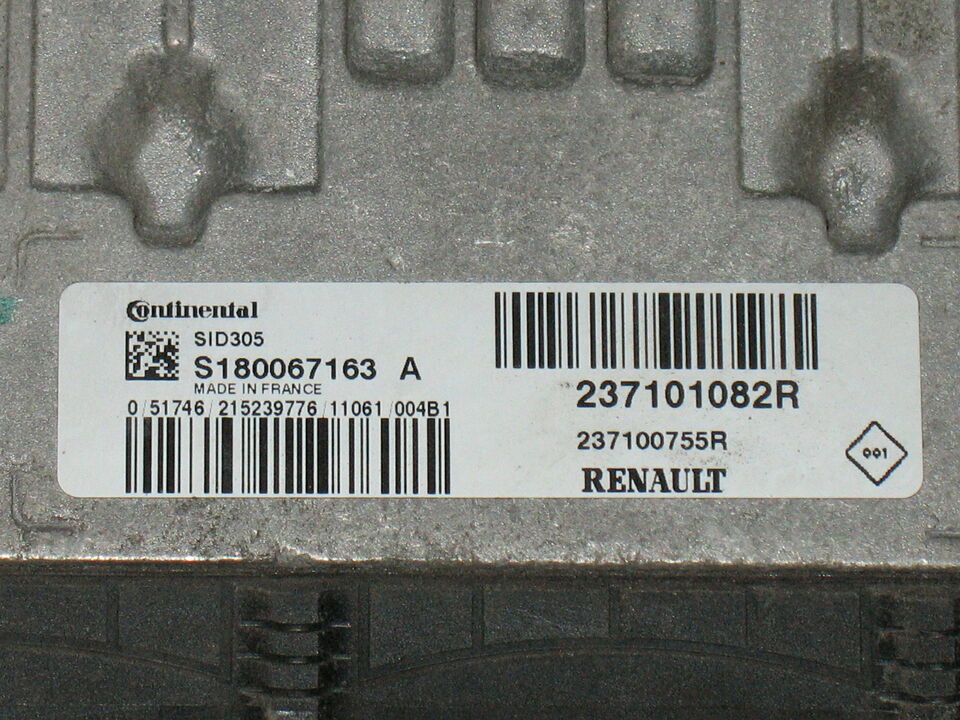 Continental
SID305
S180067163 A
MADE IN FRANCE
0/51746/215239776/11061/004B1
237101082R
237100755R
RENAULT
001